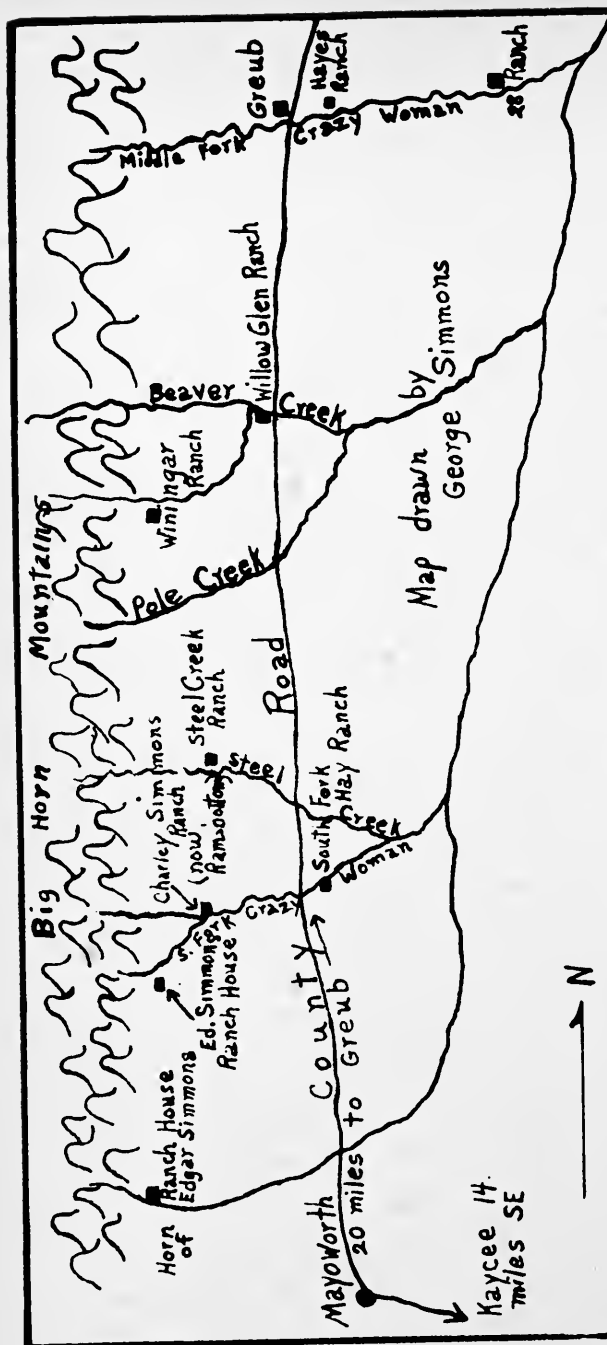 Big Horn Mountains
Middle Fork
Greub
Hayes
Ranch
Crazy
Woman
28 Ranch
Beaver
Creek
Willow Glen Ranch
Winingar
Ranch
Pole Creek
Steel Creek
Ranch
Steel
Creek
Charley Simmons
Ranch
(now
Ramsbottom)
S. F.
Crazy
Woman
South Fork
Hay Ranch
Ed. Simmons
Ranch House
Ranch House
Edgar Simmons
Horn
of
County Road
Mayoworth
20 miles to Greub
Kaycee 14.
miles SE
N
Map drawn by
George Simmons